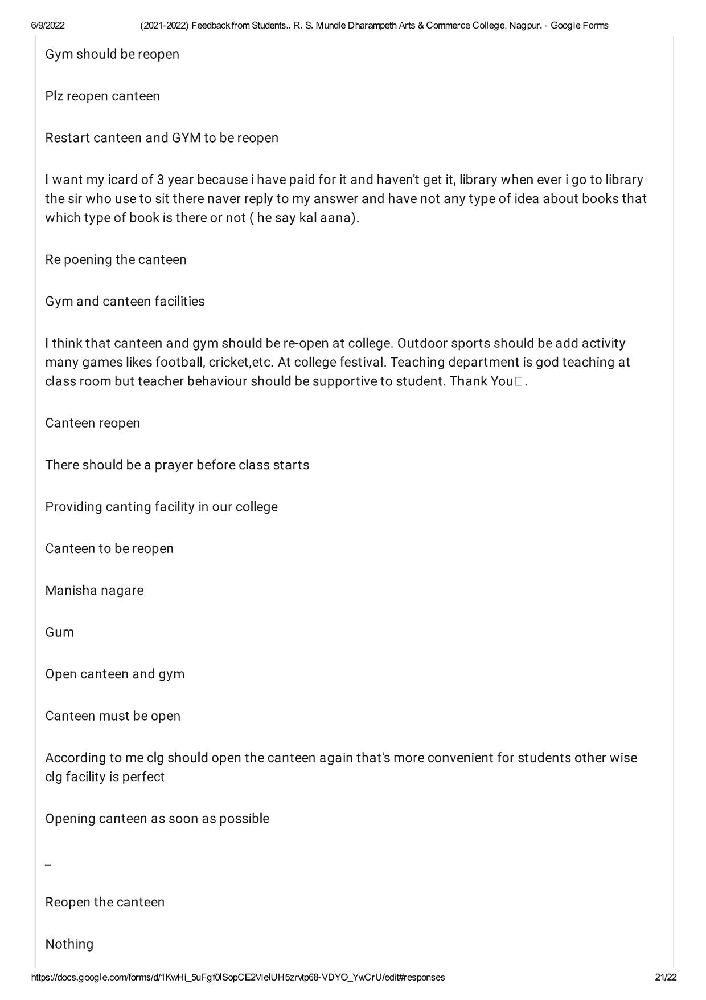 6/9/2022 (2021-2022) Feedback from Students.. R. S. Mundle Dharampeth Arts & Commerce College, Nagpur. - Google Forms
Gym should be reopen
Plz reopen canteen
Restart canteen and GYM to be reopen
I want my icard of 3 year because i have paid for it and haven't get it, library when ever i go to library
the sir who use to sit there naver reply to my answer and have not any type of idea about books that
which type of book is there or not ( he say kal aana).
Re poening the canteen
Gym and canteen facilities
I think that canteen and gym should be re-open at college. Outdoor sports should be add activity
many games likes football, cricket,etc. At college festival. Teaching department is god teaching at
class room but teacher behaviour should be supportive to student. Thank You□.
Canteen reopen
There should be a prayer before class starts
Providing canting facility in our college
Canteen to be reopen
Manisha nagare
Gum
Open canteen and gym
Canteen must be open
According to me clg should open the canteen again that's more convenient for students other wise
clg facility is perfect
Opening canteen as soon as possible
_
Reopen the canteen
Nothing
https://docs.google.com/forms/d/1KwHi_5uFgf0lSopCE2VielUH5zrvtp68-VDYO_YwCrU/edit#responses 21/22